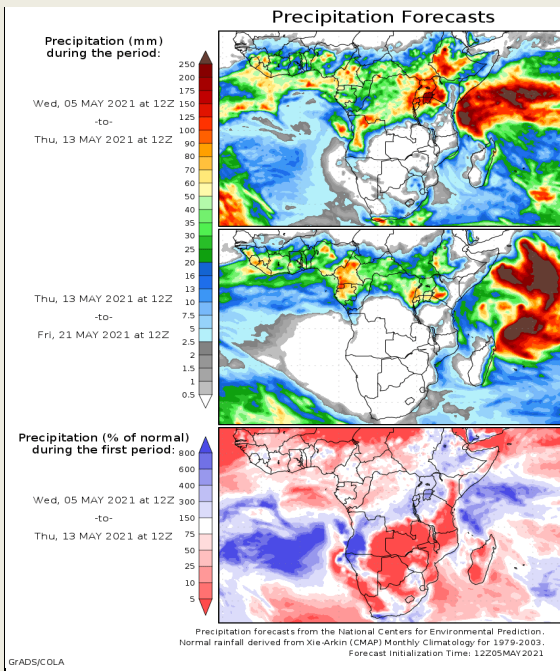 Precipitation Forecasts
Precipitation (mm)
during the period:
Wed, 05 MAY 2021 at 12Z
-to-
Thu, 13 MAY 2021 at 12Z
250
200
175
150
125
100
90
80
70
60
50
40
35
30
25
20
16
13
10
7.5
5
2.5
2
1.5
1
0.5
Thu, 13 MAY 2021 at 12Z
-to-
Fri, 21 MAY 2021 at 12Z
Precipitation (% of normal)
during the first period:
Wed, 05 MAY 2021 at 12Z
-to-
Thu, 13 MAY 2021 at 12Z
800
600
400
300
150
75
50
25
10
5
Precipitation forecasts from the National Centers for Environmental Prediction.
Normal rainfall derived from Xie-Arkin (CMAP) Monthly Climatology for 1979-2003.
Forecast Initialization Time: 12Z05MAY2021
GrADS/COLA